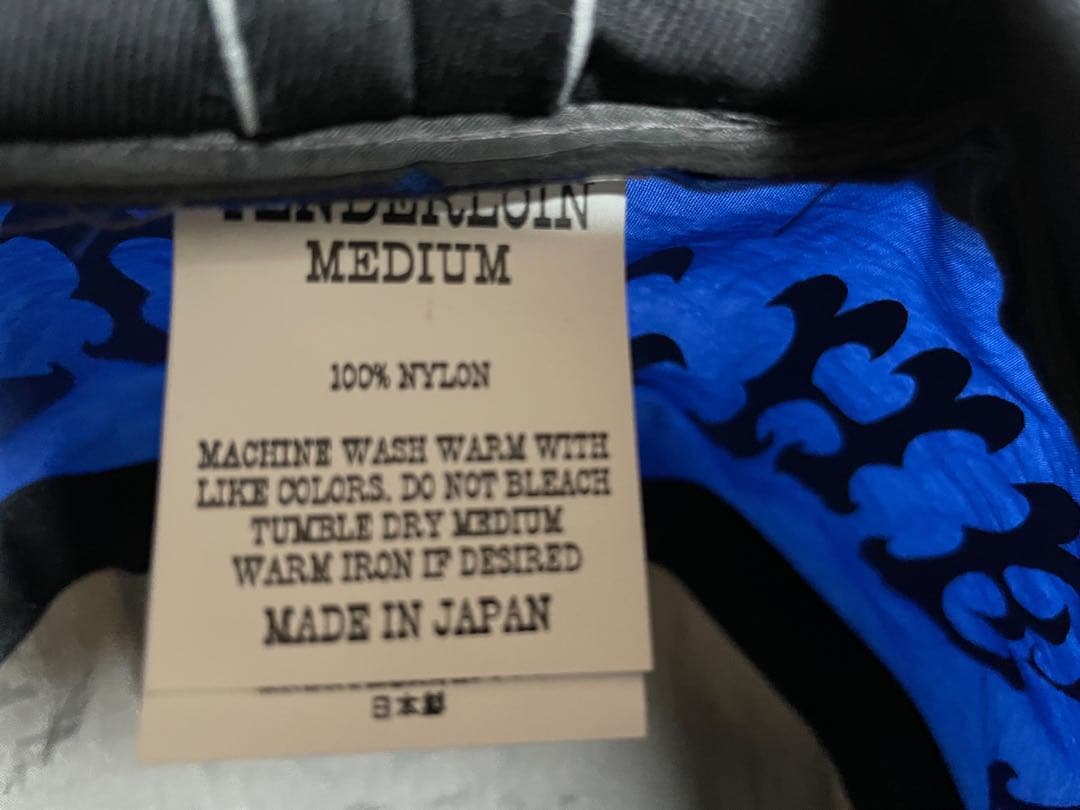 TENDERLOIN
MEDIUM
100% NYLON
MACHINE WASH WARM WITH
LIKE COLORS. DO NOT BLEACH
TUMBLE DRY MEDIUM
WARM IRON IF DESIRED
MADE IN JAPAN
日本製